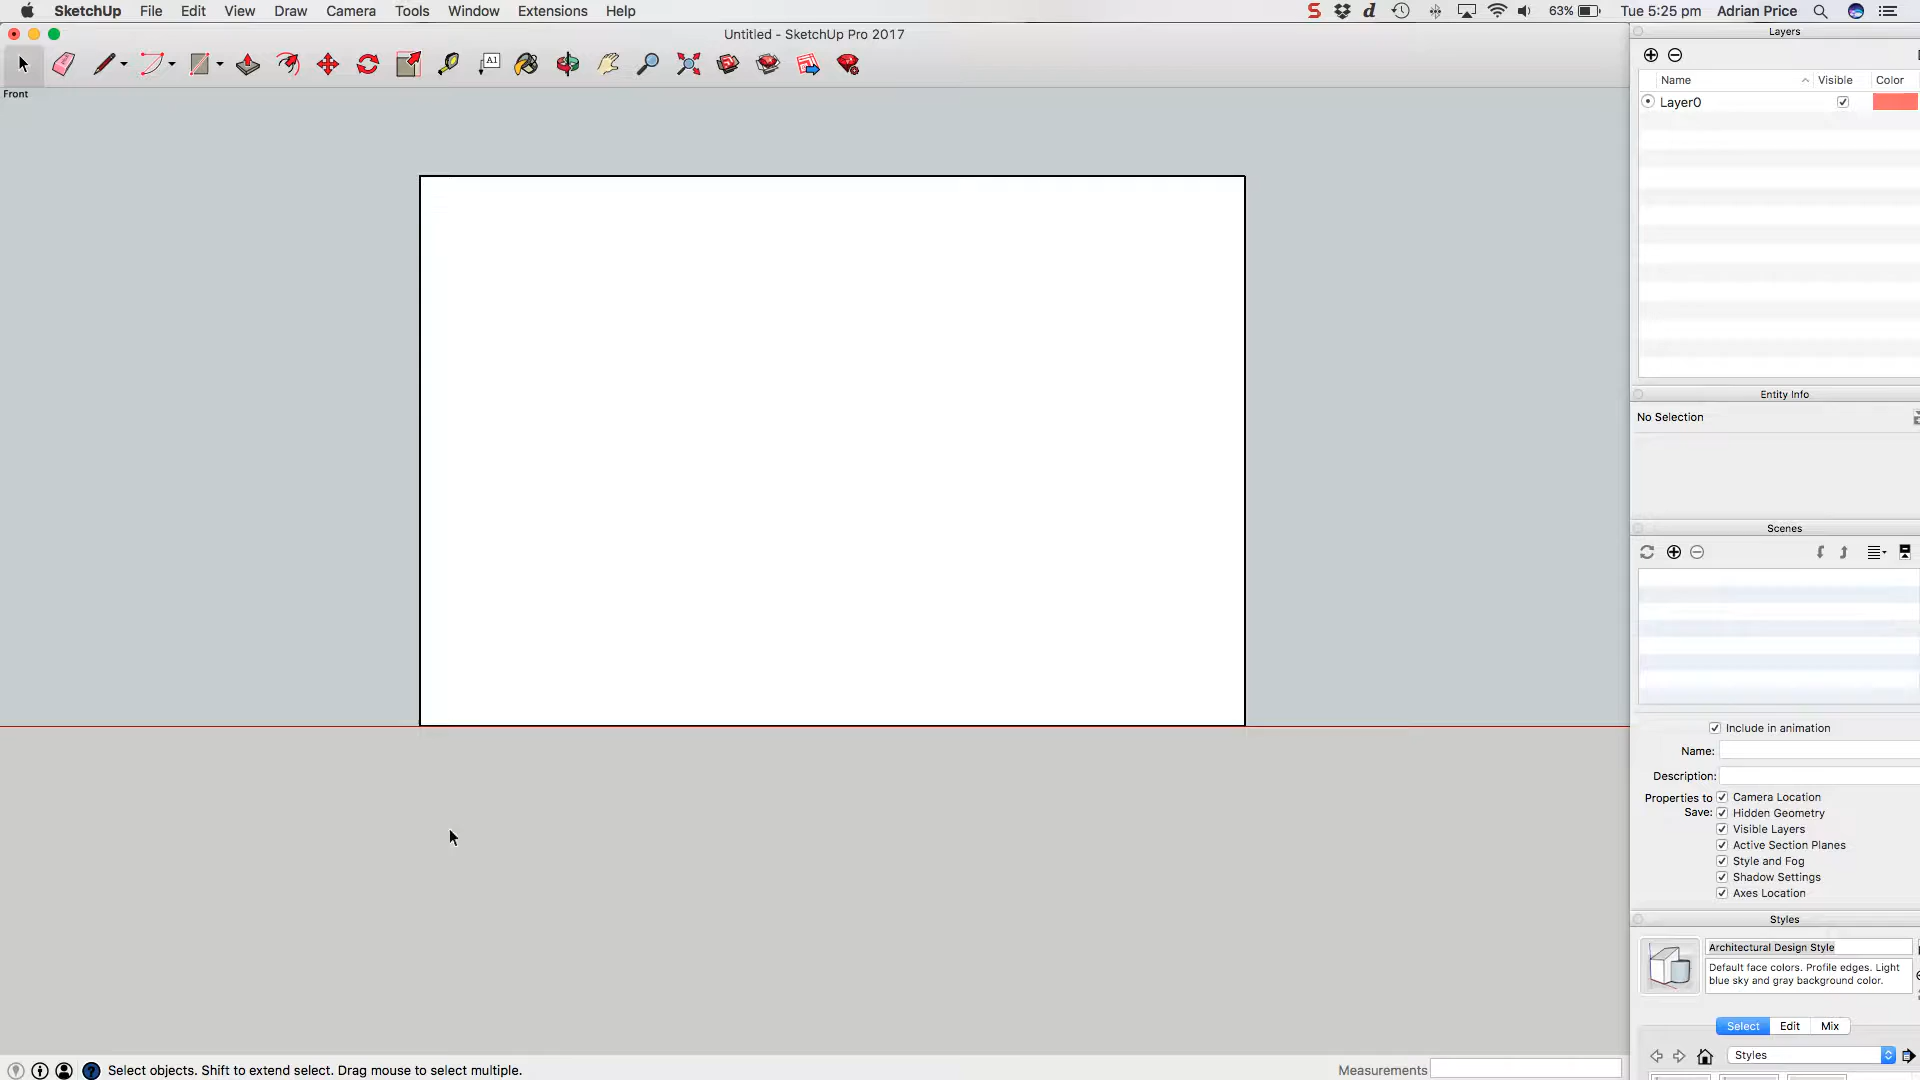 SketchUp File Edit View Draw Camera Tools Window Extensions Help
63% Tue 5:25 pm Adrian Price
Untitled - SketchUp Pro 2017
A1
Front
Layers
Name Visible Color
Layer0
Entity Info
No Selection
Scenes
Include in animation
Name:
Description:
Properties to Save:
Camera Location
Hidden Geometry
Visible Layers
Active Section Planes
Style and Fog
Shadow Settings
Axes Location
Styles
Architectural Design Style
Default face colors. Profile edges. Light
blue sky and gray background color.
Select Edit Mix
Styles
Select objects. Shift to extend select. Drag mouse to select multiple.
Measurements